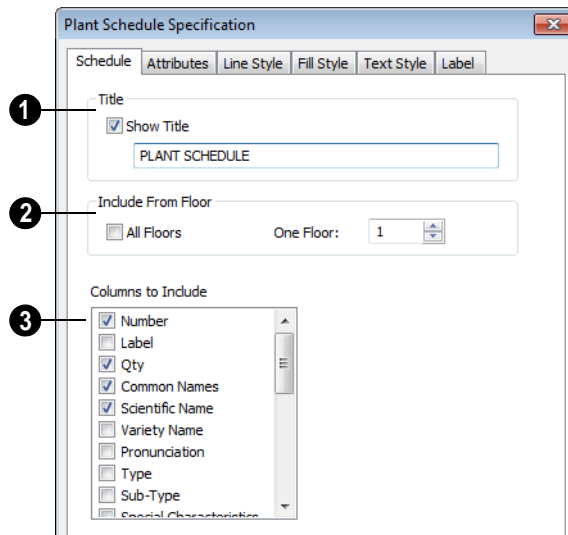 Plant Schedule Specification
Schedule Attributes Line Style Fill Style Text Style Label
1 Title
Show Title
PLANT SCHEDULE
2 Include From Floor
All Floors One Floor: 1
Columns to Include
3 Number
Label
Qty
Common Names
Scientific Name
Variety Name
Pronunciation
Type
Sub-Type
Special Characteristics